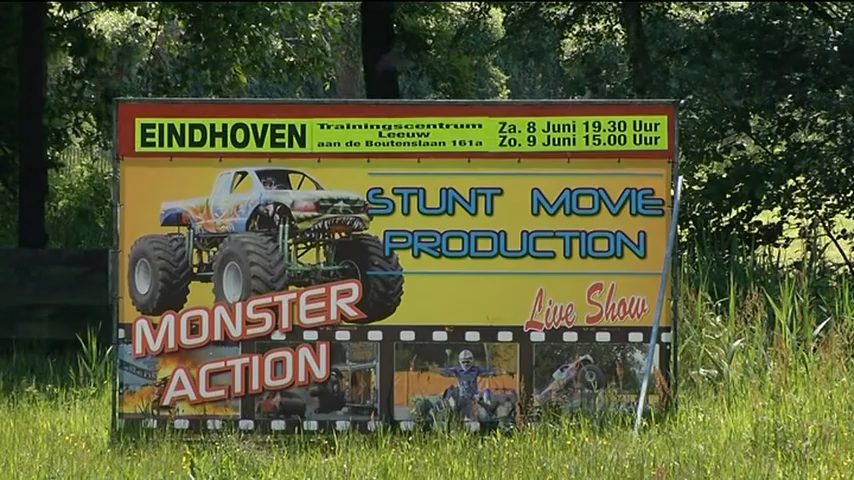 EINDHOVEN
Trainingscentrum
Leeuw
aan de Boutenslaan 161a
Za. 8 Juni 19.30 Uur
Zo. 9 Juni 15.00 Uur
STUNT MOVIE
PRODUCTION
Live Show
MONSTER
ACTION